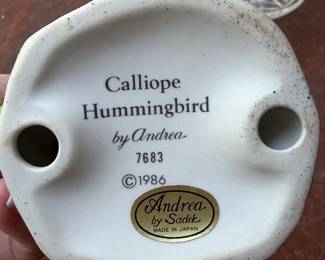 Calliope
Hummingbird
by Andrea
7683
©1986
Andrea
by Sadek
MADE IN JAPAN